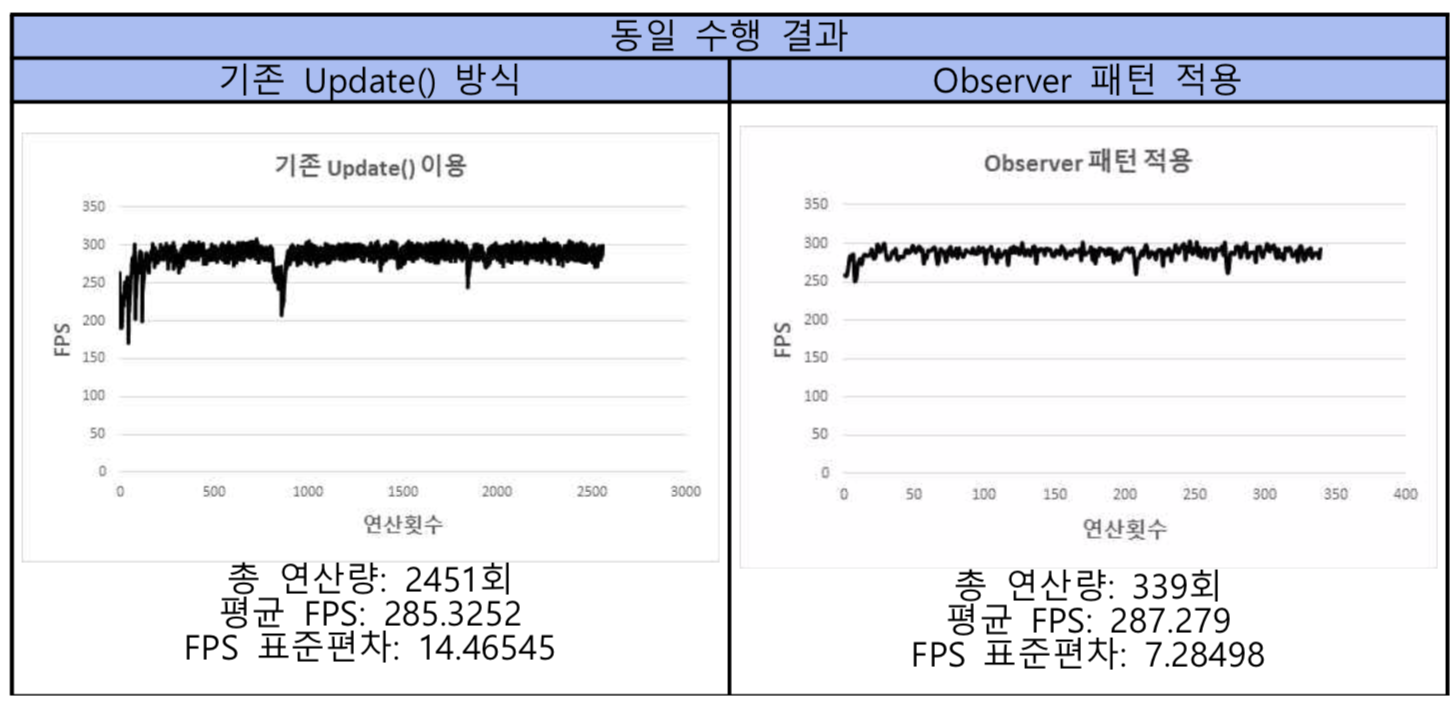 동일 수행 결과
기존 Update() 방식
Observer 패턴 적용
기존 Update() 이용
350
300
250
200
150
100
50
0
FPS
0 500 1000 1500 2000 2500 3000
연산횟수
총 연산량: 2451회
평균 FPS: 285.3252
FPS 표준편차: 14.46545
Observer 패턴 적용
350
300
250
200
150
100
50
0
FPS
0 50 100 150 200 250 300 350 400
연산횟수
총 연산량: 339회
평균 FPS: 287.279
FPS 표준편차: 7.28498